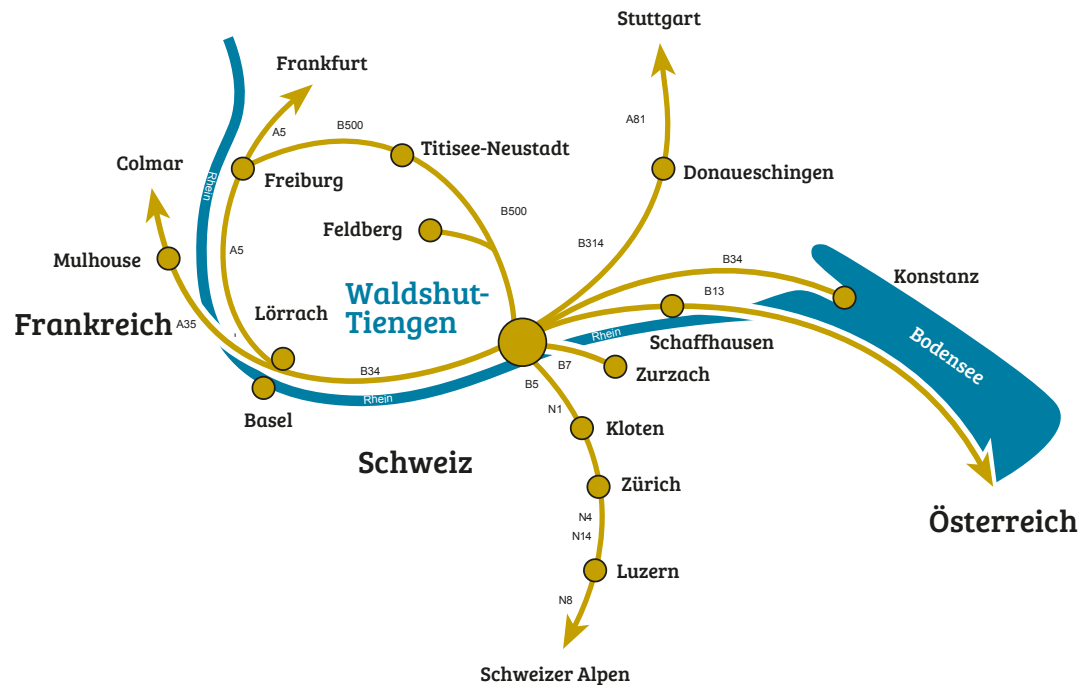 Stuttgart
Frankfurt
A5
B500
A81
Colmar
Titisee-Neustadt
Rhein
Freiburg
Donaueschingen
B500
Feldberg
A5
B314
Mulhouse
B34
Konstanz
Waldshut-
Tiengen
B13
Lörrach
Frankreich
A35
Rhein
Schaffhausen
Bodensee
B7
Zurzach
B34
B5
Rhein
Basel
N1
Kloten
Schweiz
Zürich
N4
Österreich
N14
Luzern
N8
Schweizer Alpen